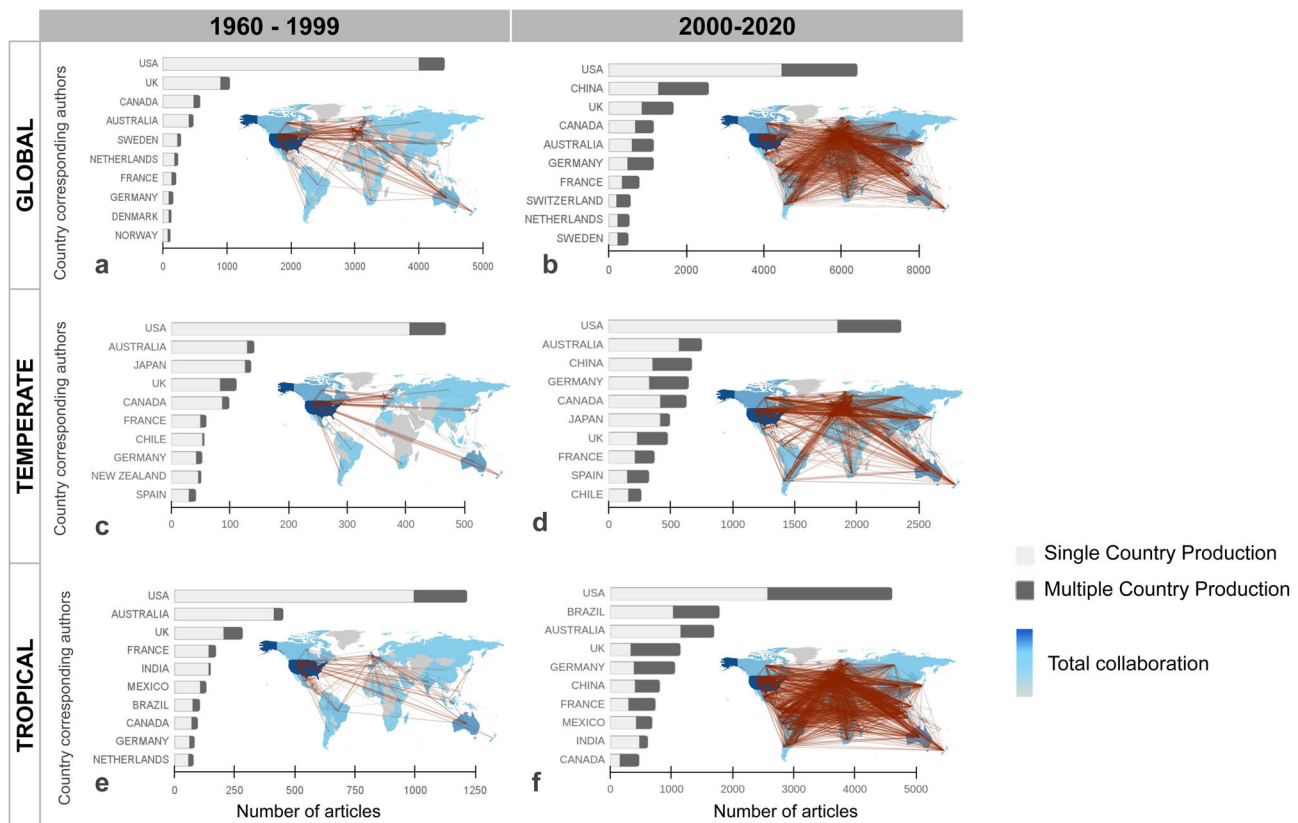 1960 - 1999
2000-2020
GLOBAL
Country corresponding authors
USA
UK
CANADA
AUSTRALIA
SWEDEN
NETHERLANDS
FRANCE
GERMANY
DENMARK
NORWAY
0 1000 2000 3000 4000 5000
a
USA
CHINA
UK
CANADA
AUSTRALIA
GERMANY
FRANCE
SWITZERLAND
NETHERLANDS
SWEDEN
0 2000 4000 6000 8000
b
TEMPERATE
Country corresponding authors
USA
AUSTRALIA
JAPAN
UK
CANADA
FRANCE
CHILE
GERMANY
NEW ZEALAND
SPAIN
0 100 200 300 400 500
c
USA
AUSTRALIA
CHINA
GERMANY
CANADA
JAPAN
UK
FRANCE
SPAIN
CHILE
0 500 1000 1500 2000 2500
d
TROPICAL
Country corresponding authors
USA
AUSTRALIA
UK
FRANCE
INDIA
MEXICO
BRAZIL
CANADA
GERMANY
NETHERLANDS
0 250 500 750 1000 1250
e
Number of articles
USA
BRAZIL
AUSTRALIA
UK
GERMANY
CHINA
FRANCE
MEXICO
INDIA
CANADA
0 1000 2000 3000 4000 5000
f
Number of articles
Single Country Production
Multiple Country Production
Total collaboration